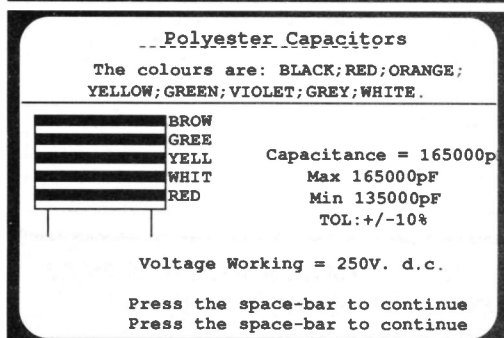 Polyester Capacitors
The colours are: BLACK;RED;ORANGE;
YELLOW;GREEN;VIOLET;GREY;WHITE.
BROW
GREE
YELL
WHIT
RED
Capacitance = 165000p
Max 165000pF
Min 135000pF
TOL:+/-10%
Voltage Working = 250V. d.c.
Press the space-bar to continue
Press the space-bar to continue